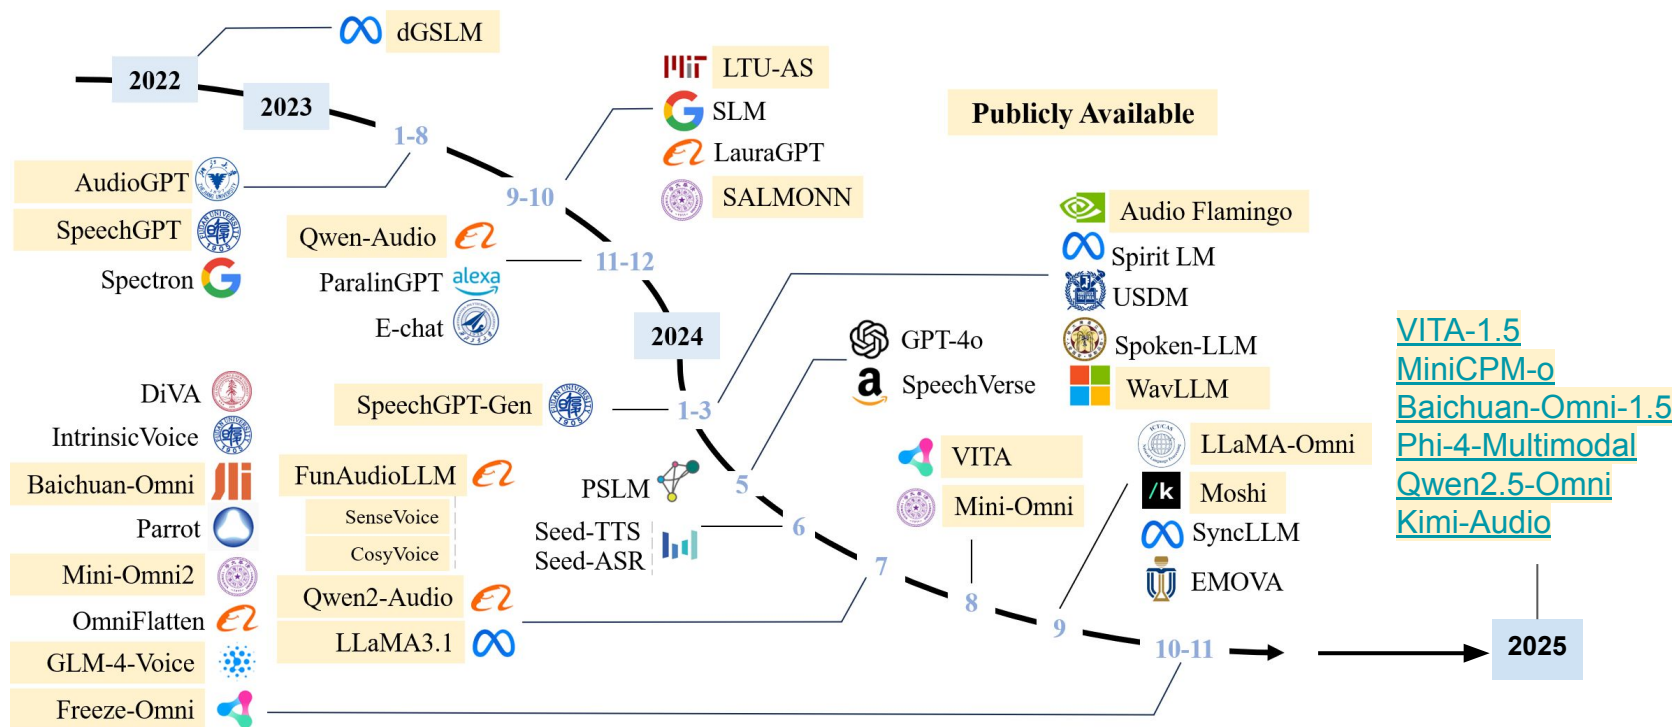 dGSLM
2022
2023
1-8
AudioGPT
SpeechGPT
1905
Spectron
LTU-AS
SLM
LauraGPT
SALMONN
9-10
Publicly Available
Qwen-Audio
ParalinGPT
alexa
E-chat
11-12
2024
Audio Flamingo
Spirit LM
USDM
Spoken-LLM
WavLLM
SpeechGPT-Gen
1905
1-3
GPT-4o
SpeechVerse
5
PSLM
Seed-TTS
Seed-ASR
6
FunAudioLLM
SenseVoice
CosyVoice
Qwen2-Audio
LLaMA3.1
7
VITA
Mini-Omni
8
ICT/CAS
LLaMA-Omni
/k
Moshi
SyncLLM
EMOVA
9
DiVA
IntrinsicVoice
1905
Baichuan-Omni
Parrot
Mini-Omni2
OmniFlatten
GLM-4-Voice
Freeze-Omni
10-11
VITA-1.5
MiniCPM-o
Baichuan-Omni-1.5
Phi-4-Multimodal
Qwen2.5-Omni
Kimi-Audio
2025